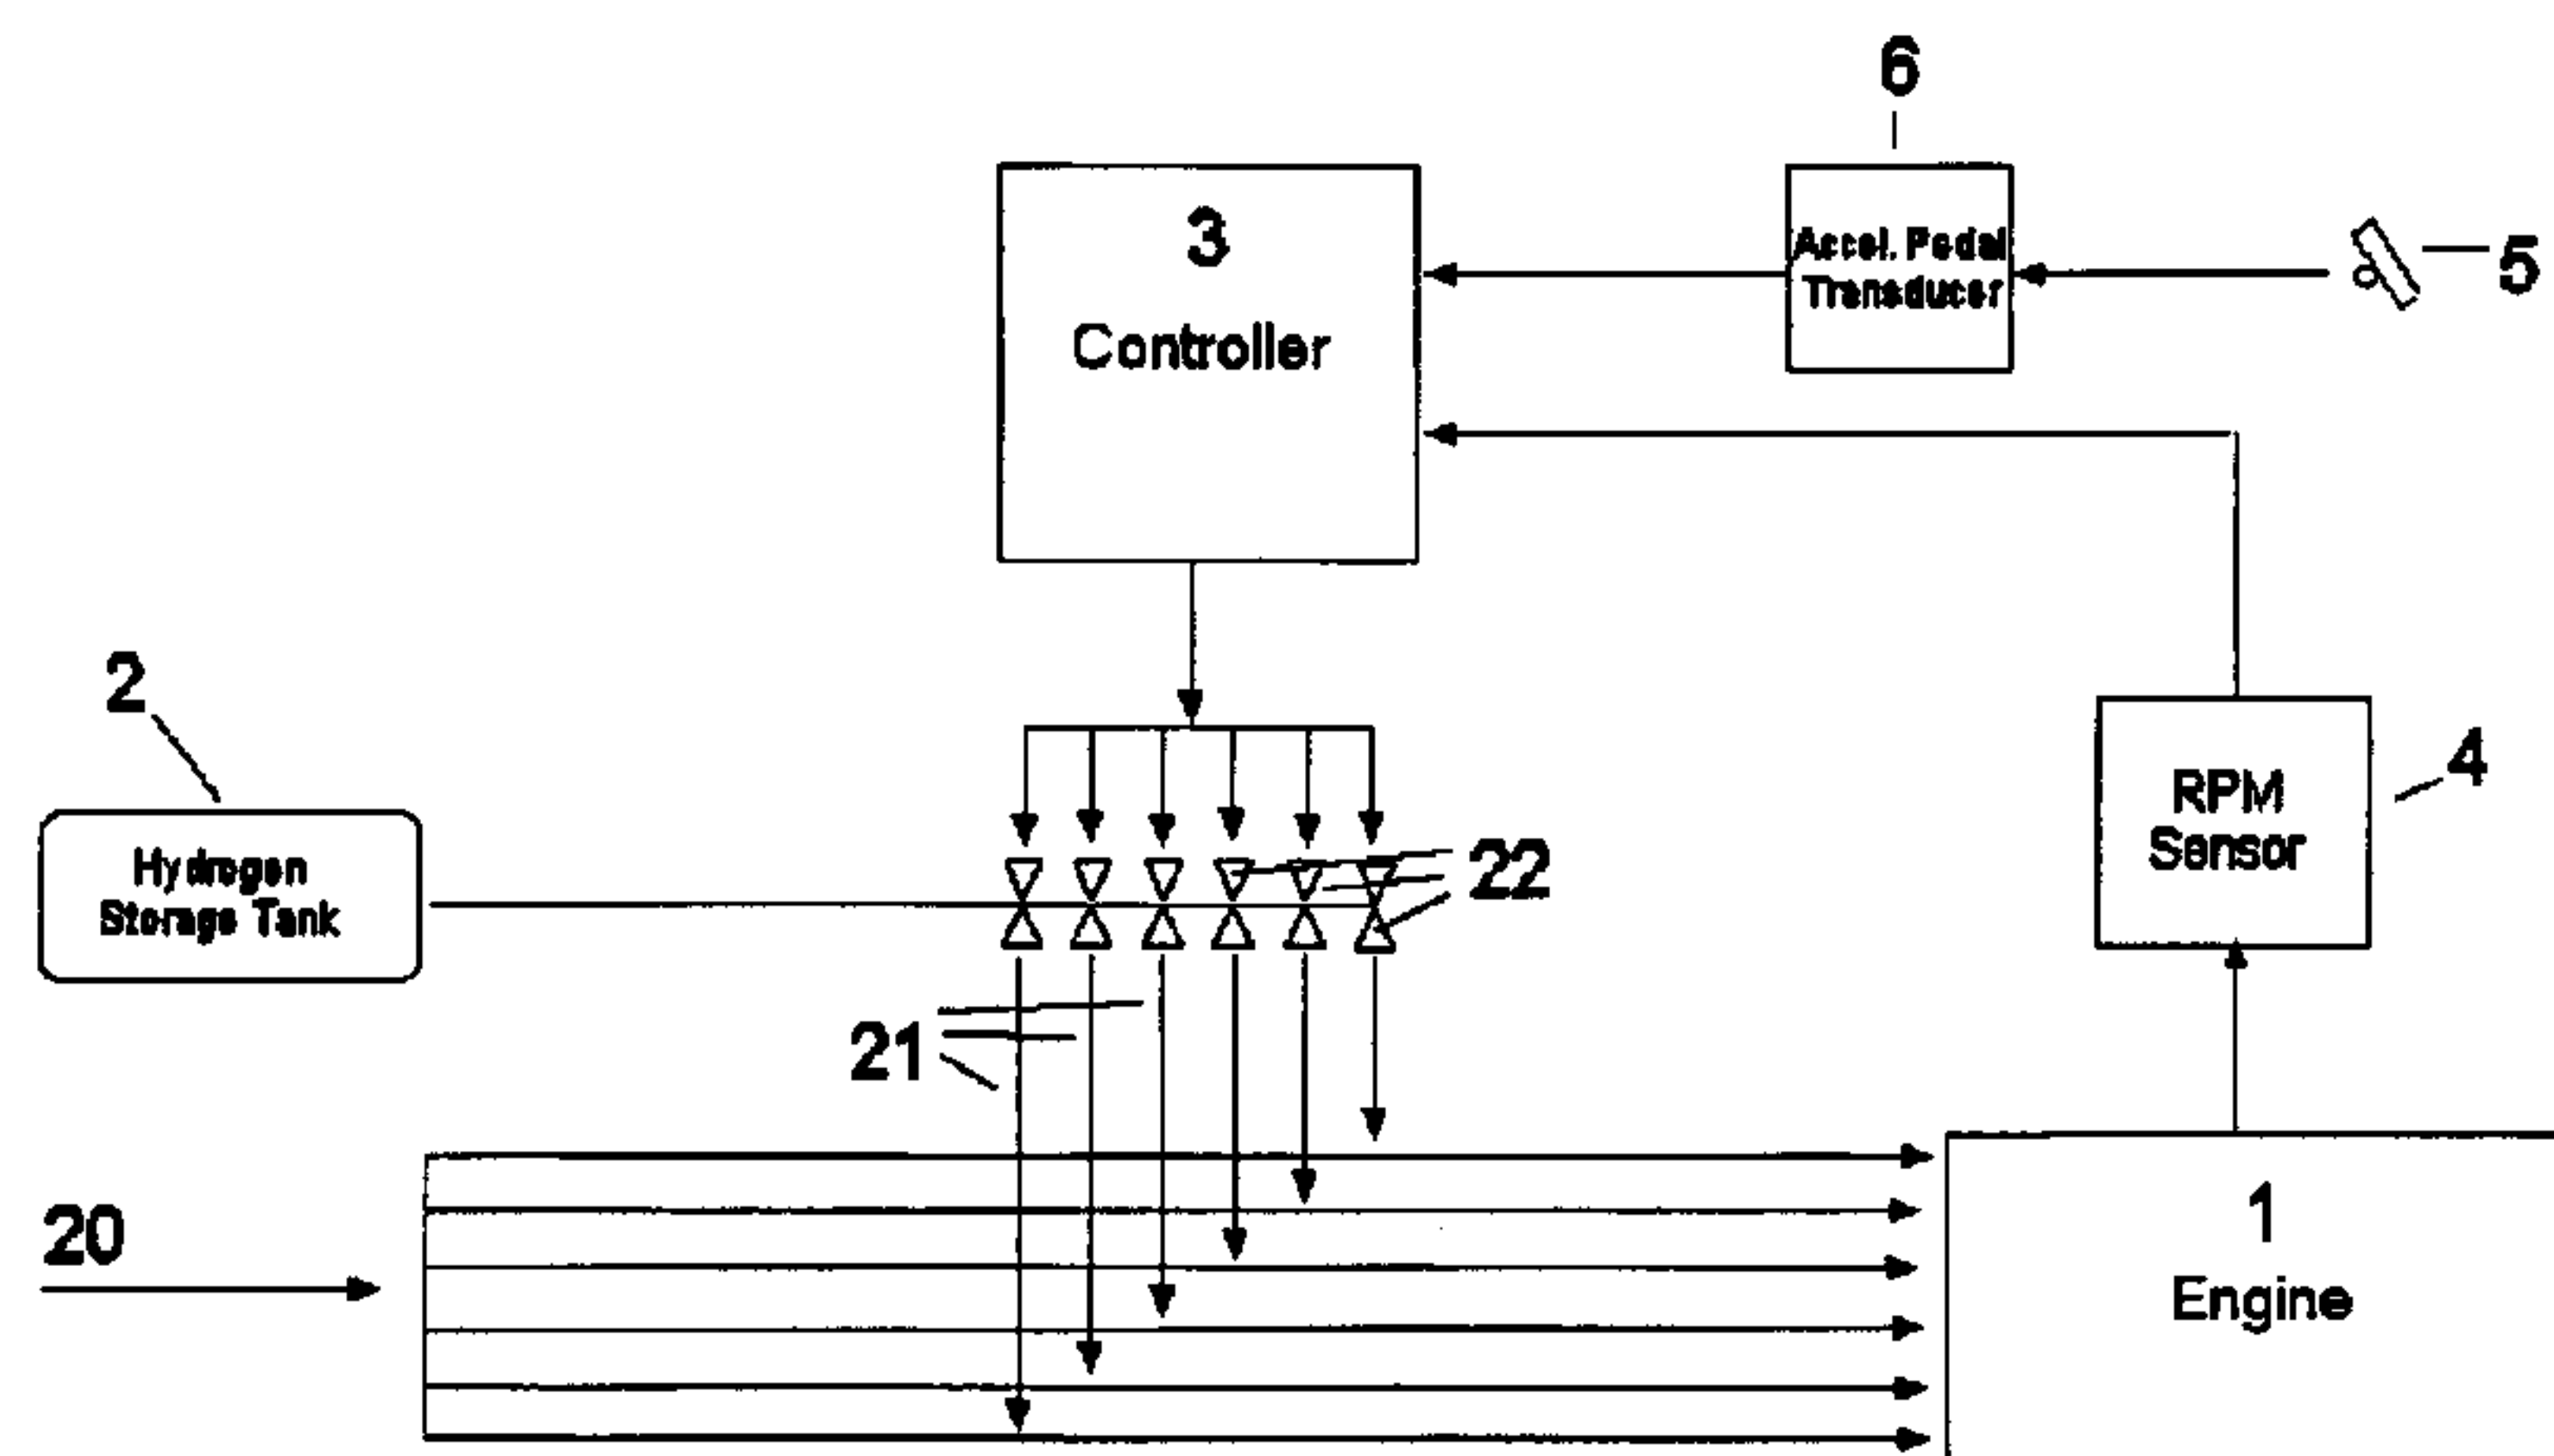 6
3
Controller
Accel. Pedal
Transducer
5
2
Hydrogen
Storage Tank
22
RPM
Sensor
4
21
20
1
Engine